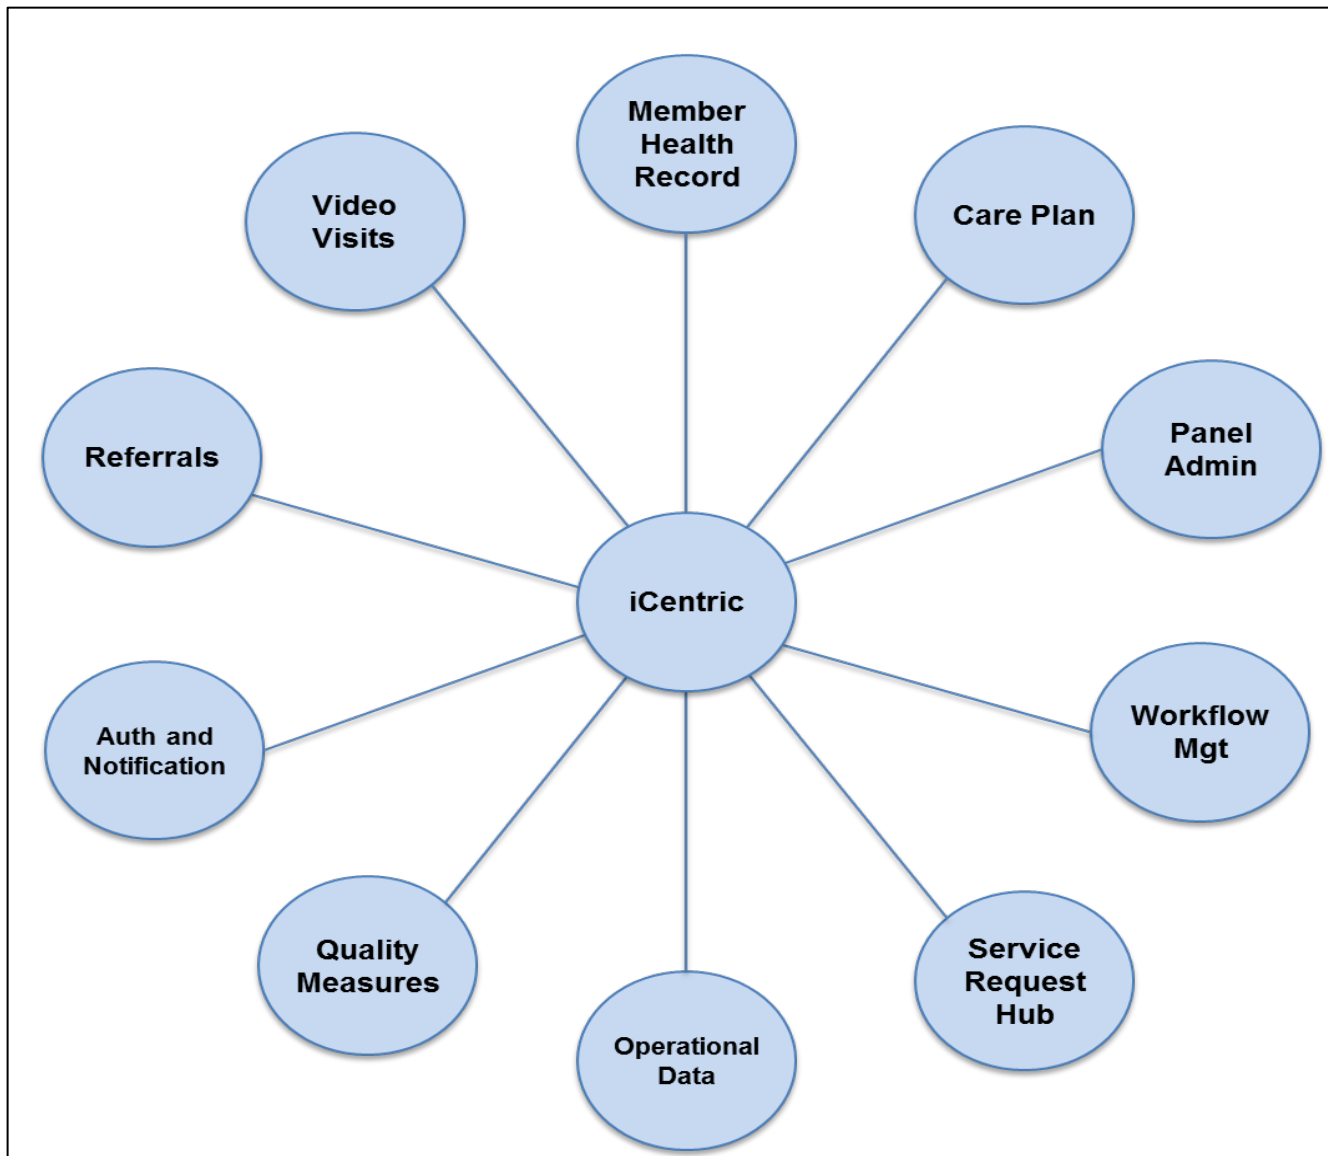 Member
Health
Record
Video
Visits
Care Plan
Panel
Admin
Referrals
iCentric
Auth and
Notification
Workflow
Mgt
Quality
Measures
Service
Request
Hub
Operational
Data